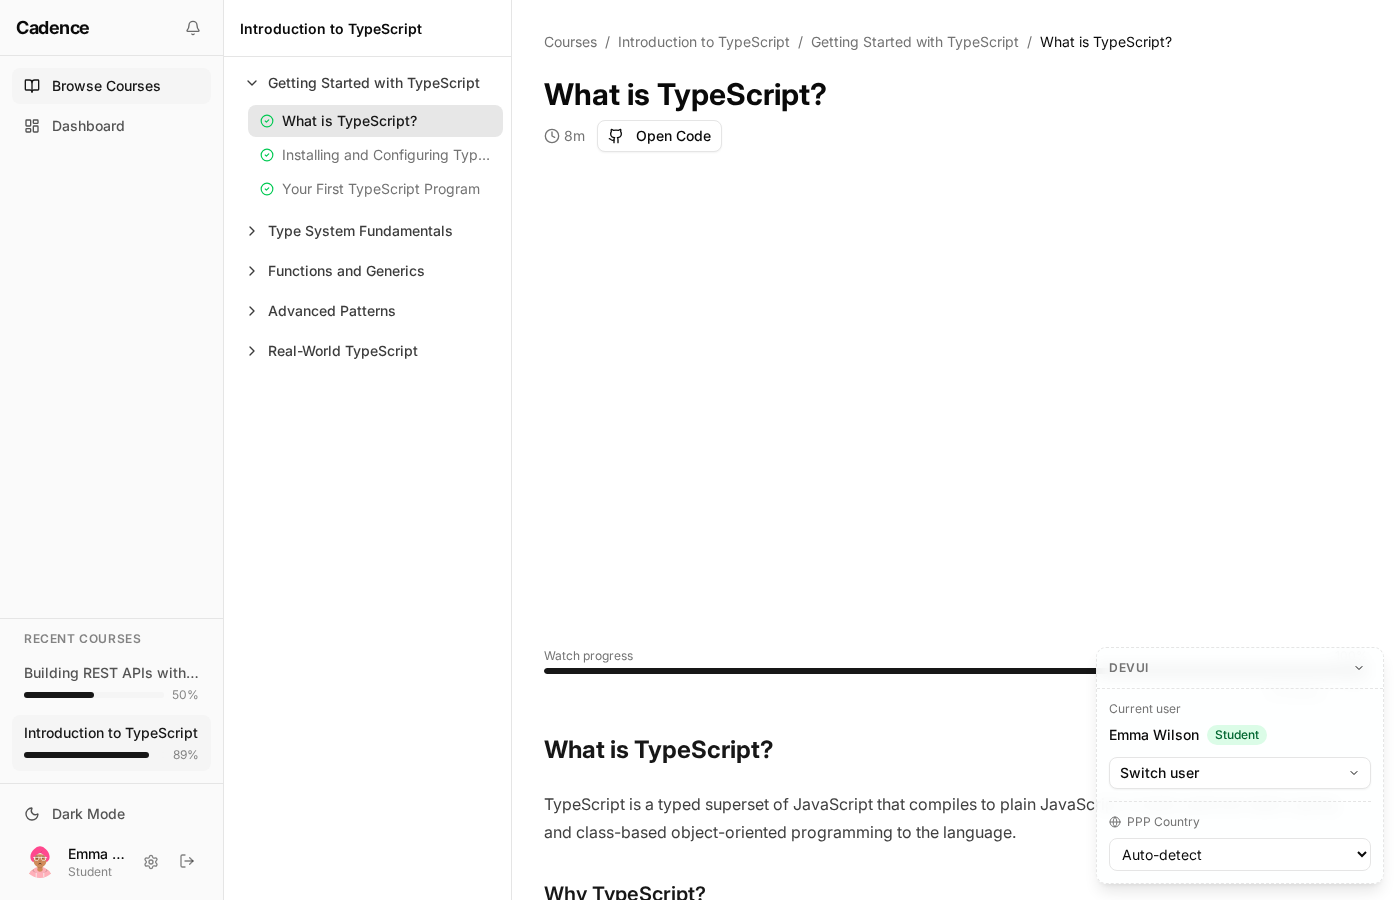 Cadence
Browse Courses
Dashboard
RECENT COURSES
Building REST APIs with...
50%
Introduction to TypeScript
89%
Dark Mode
Emma ...
Student
Introduction to TypeScript
Getting Started with TypeScript
What is TypeScript?
Installing and Configuring Typ...
Your First TypeScript Program
Type System Fundamentals
Functions and Generics
Advanced Patterns
Real-World TypeScript
Courses / Introduction to TypeScript / Getting Started with TypeScript / What is TypeScript?
What is TypeScript?
8m Open Code
Watch progress
What is TypeScript?
TypeScript is a typed superset of JavaScript that compiles to plain JavaSc
and class-based object-oriented programming to the language.
Why TypeScript?
DEVUI
Current user
Emma Wilson Student
Switch user
PPP Country
Auto-detect